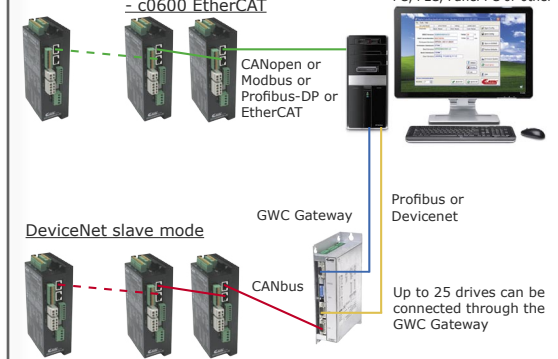 - c0600 EtherCAT
CANopen or
Modbus or
Profibus-DP or
EtherCAT
Profibus or
Devicenet
GWC Gateway
DeviceNet slave mode
CANbus
Up to 25 drives can be
connected through the
GWC Gateway